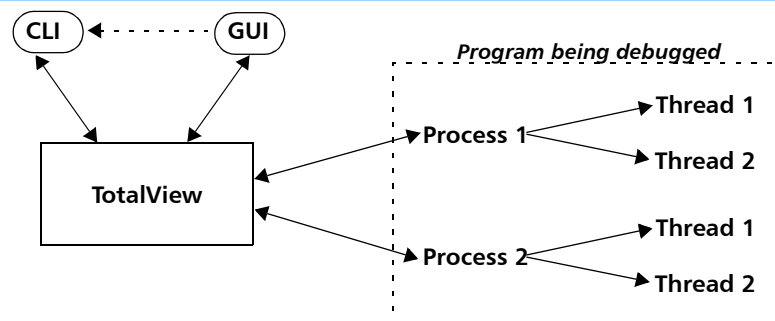 CLI
GUI
Program being debugged
Thread 1
Process 1
Thread 2
TotalView
Thread 1
Process 2
Thread 2